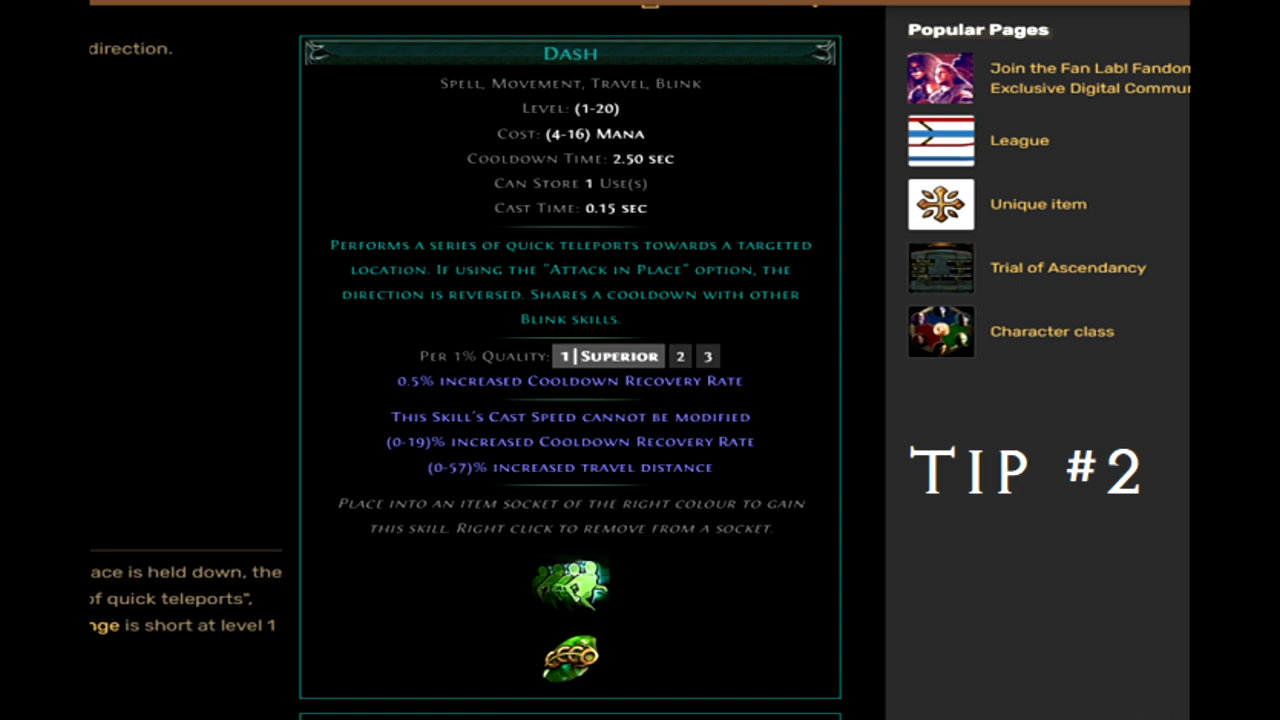 direction.
DASH
SPELL, MOVEMENT, TRAVEL, BLINK
LEVEL: (1-20)
COST: (4-16) MANA
COOLDOWN TIME: 2.50 SEC
CAN STORE 1 USE(S)
CAST TIME: 0.15 SEC
PERFORMS A SERIES OF QUICK TELEPORTS TOWARDS A TARGETED
LOCATION. IF USING THE "ATTACK IN PLACE" OPTION, THE
DIRECTION IS REVERSED. SHARES A COOLDOWN WITH OTHER
BLINK SKILLS.
PER 1% QUALITY: 1|SUPERIOR 2 3
0.5% INCREASED COOLDOWN RECOVERY RATE
THIS SKILL'S CAST SPEED CANNOT BE MODIFIED
(0-19)% INCREASED COOLDOWN RECOVERY RATE
(0-57)% INCREASED TRAVEL DISTANCE
PLACE INTO AN ITEM SOCKET OF THE RIGHT COLOUR TO GAIN
THIS SKILL. RIGHT CLICK TO REMOVE FROM A SOCKET.
ace is held down, the
of quick teleports",
nge is short at level 1
Popular Pages
Join the Fan Lab! Fandom
Exclusive Digital Commun
League
Unique item
Trial of Ascendancy
Character class
TIP #2